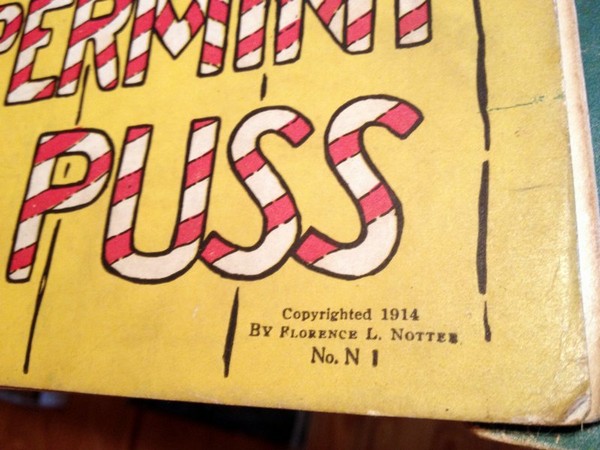 PERMINT
PUSS
Copyrighted 1914
BY FLORENCE L. NOTTER
No. N 1